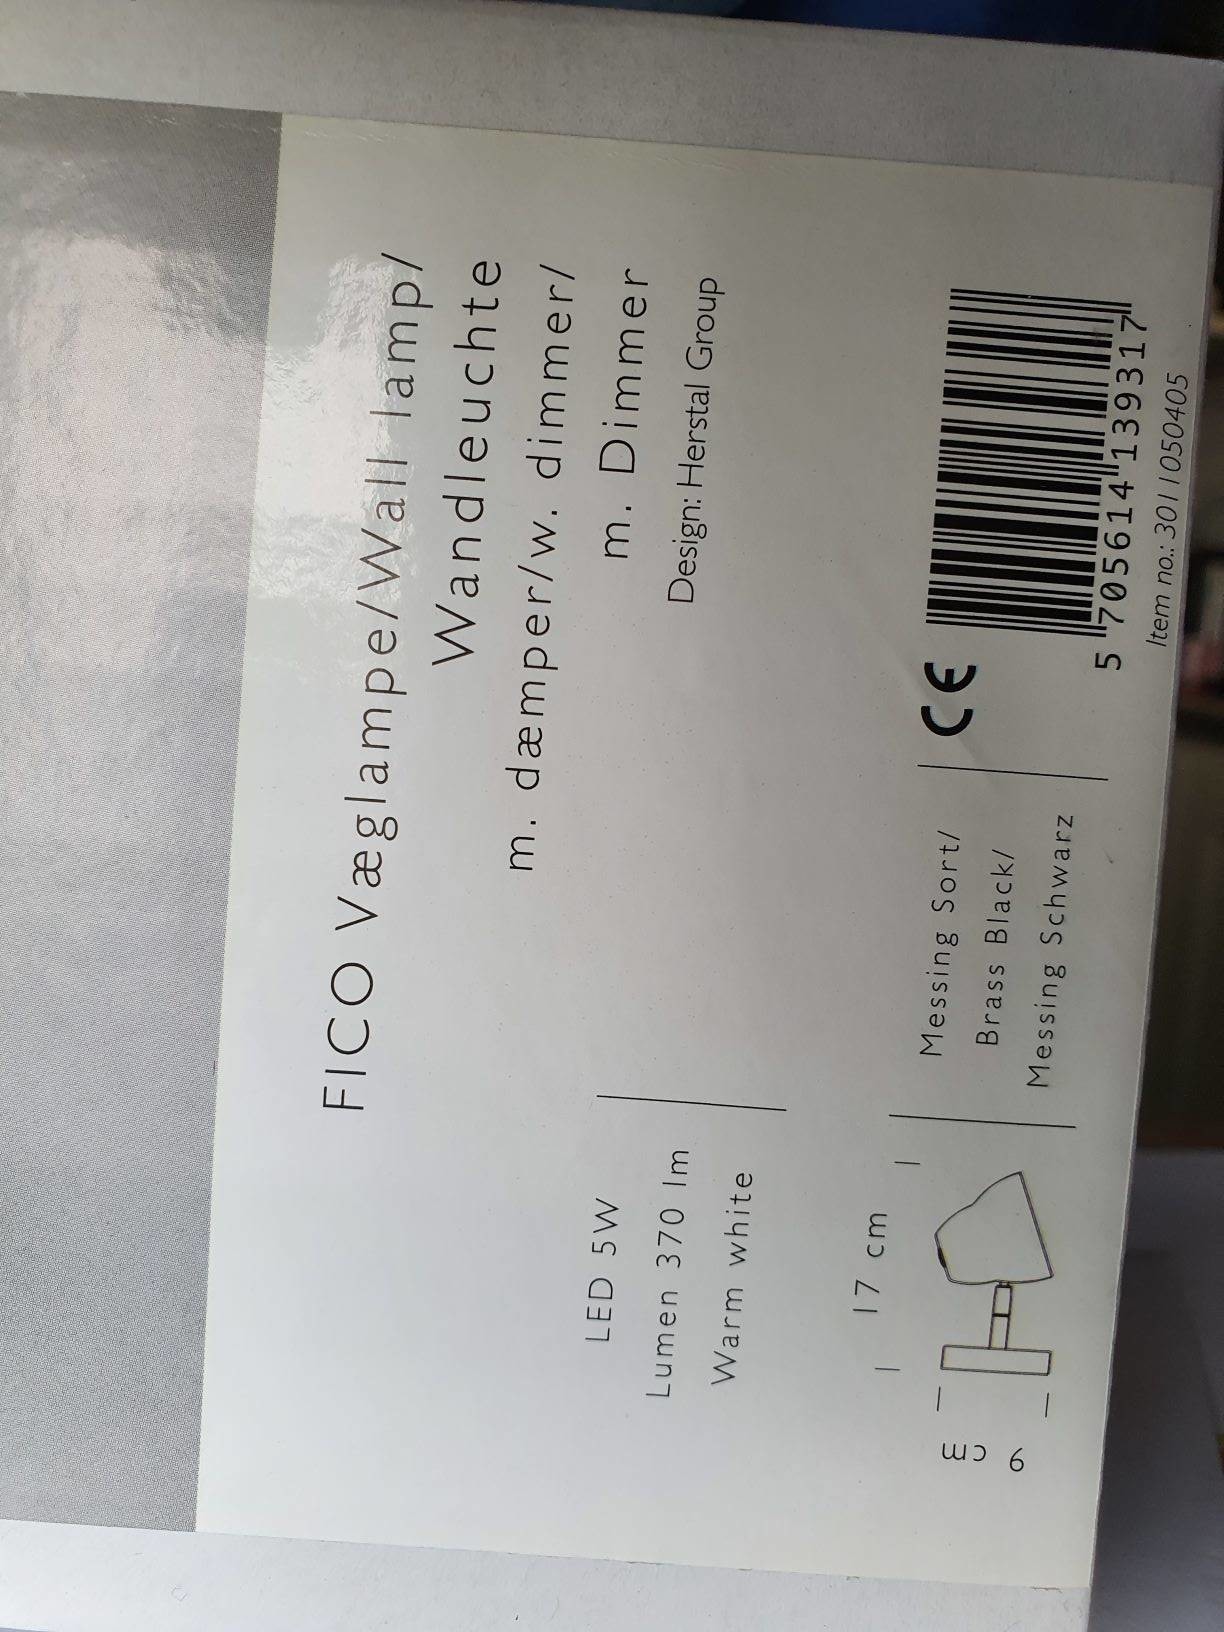 FICO Væglampe/Wall lamp/
Wandleuchte
m. dæmper/w. dimmer/
m. Dimmer
Design: Herstal Group
LED 5W
Lumen 370 lm
Warm white
17 cm
9 cm
Messing Sort/
Brass Black/
Messing Schwarz
CE
5 705614 139317
Item no.: 3011050405